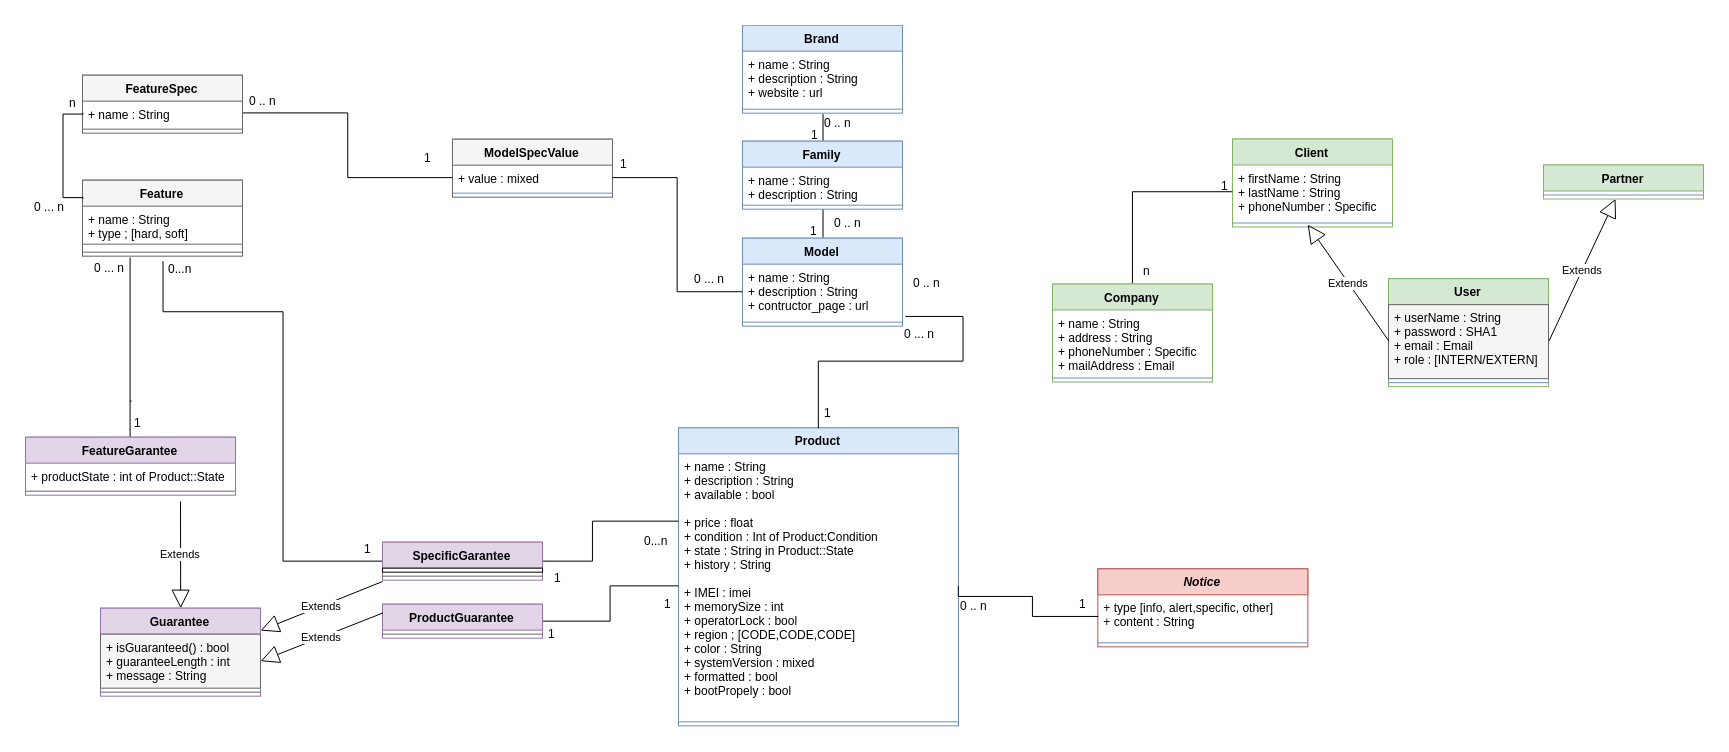 Brand
+ name : String
+ description : String
+ website : url
0 .. n
1
FeatureSpec
+ name : String
n
0 .. n
ModelSpecValue
+ value : mixed
1
1
Family
+ name : String
+ description : String
0 .. n
1
Feature
+ name : String
+ type ; [hard, soft]
0 ... n
0 ... n
0...n
Model
+ name : String
+ description : String
+ contructor_page : url
0 ... n
0 .. n
0 ... n
1
Client
+ firstName : String
+ lastName : String
+ phoneNumber : Specific
1
n
Partner
Extends
Extends
Company
+ name : String
+ address : String
+ phoneNumber : Specific
+ mailAddress : Email
User
+ userName : String
+ password : SHA1
+ email : Email
+ role : [INTERN/EXTERN]
1
FeatureGarantee
+ productState : int of Product::State
Extends
Product
+ name : String
+ description : String
+ available : bool
+ price : float
+ condition : Int of Product:Condition
+ state : String in Product::State
+ history : String
+ IMEI : imei
+ memorySize : int
+ operatorLock : bool
+ region ; [CODE,CODE,CODE]
+ color : String
+ systemVersion : mixed
+ formatted : bool
+ bootPropely : bool
0...n
1
1
SpecificGarantee
1
Extends
ProductGuarantee
1
Extends
Guarantee
+ isGuaranteed() : bool
+ guaranteeLength : int
+ message : String
0 .. n
1
Notice
+ type [info, alert,specific, other]
+ content : String